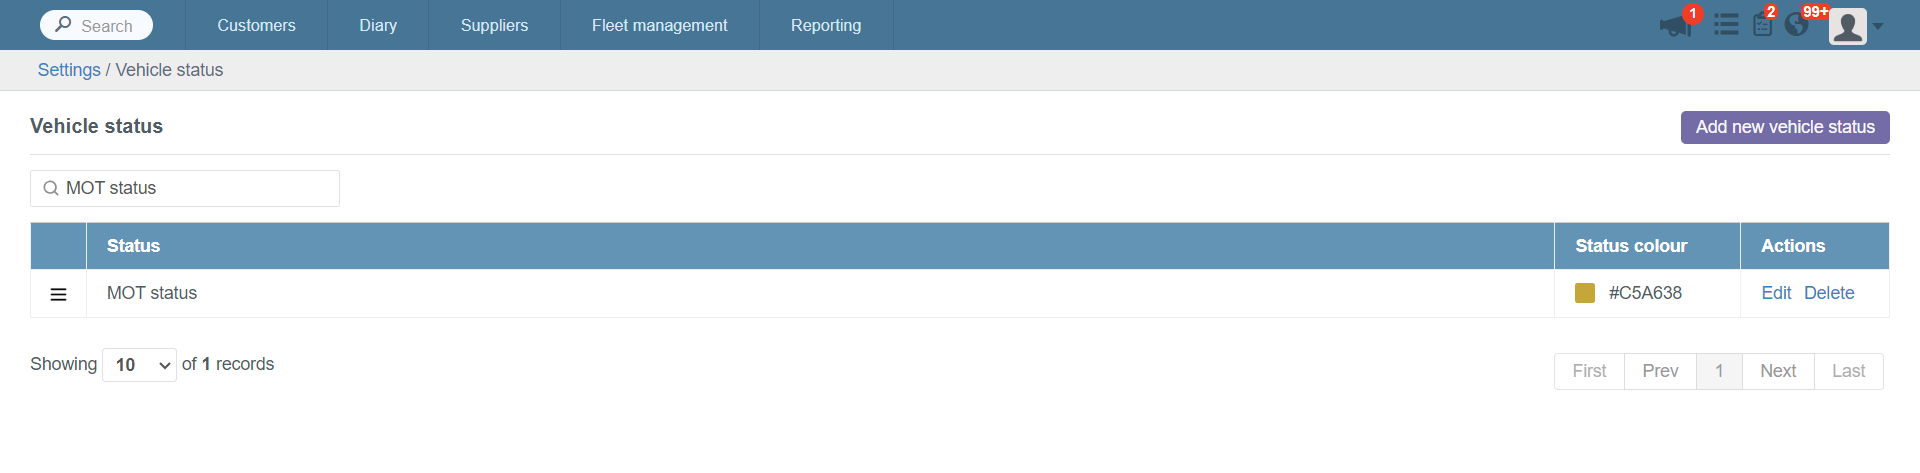 Search Customers Diary Suppliers Fleet management Reporting 1 2 99+
Settings / Vehicle status
Vehicle status Add new vehicle status
MOT status
Status Status colour Actions
MOT status #C5A638 Edit Delete
Showing 10 of 1 records First Prev 1 Next Last